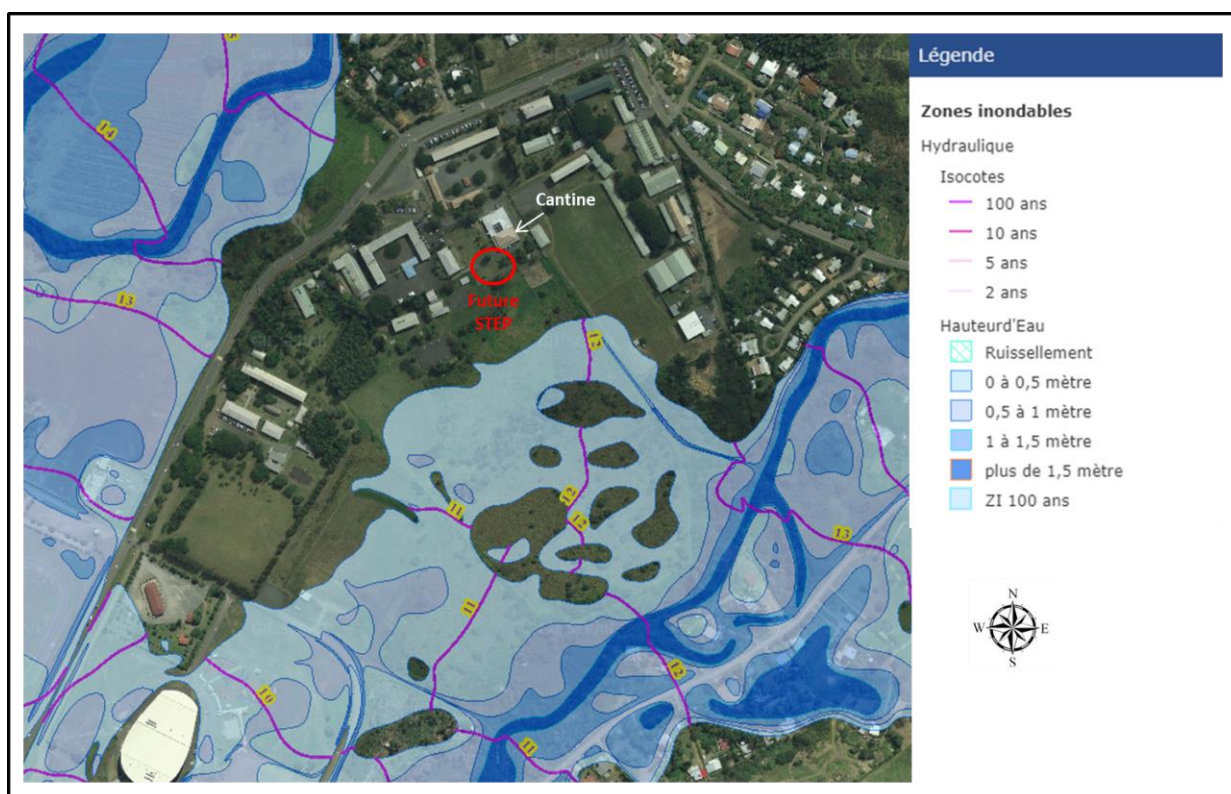 Légende
Zones inondables
Hydraulique
Isocotes
100 ans
10 ans
5 ans
2 ans
Hauteurd'Eau
Ruissellement
0 à 0,5 mètre
0,5 à 1 mètre
1 à 1,5 mètre
plus de 1,5 mètre
ZI 100 ans
N
W E
S
14
13
Cantine
Future
STEP
12
12
12
11
13
11
12
10
11